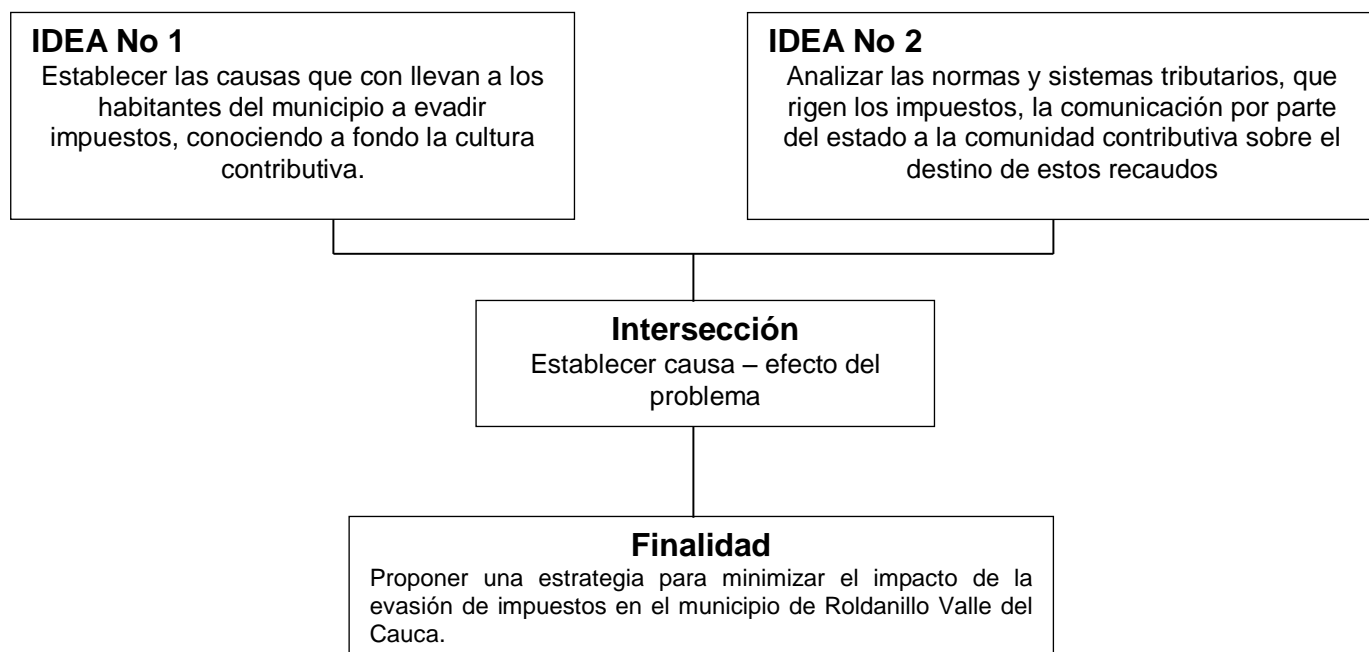 IDEA No 1
Establecer las causas que con llevan a los
habitantes del municipio a evadir
impuestos, conociendo a fondo la cultura
contributiva.
IDEA No 2
Analizar las normas y sistemas tributarios, que
rigen los impuestos, la comunicación por parte
del estado a la comunidad contributiva sobre el
destino de estos recaudos
Intersección
Establecer causa – efecto del
problema
Finalidad
Proponer una estrategia para minimizar el impacto de la
evasión de impuestos en el municipio de Roldanillo Valle del
Cauca.